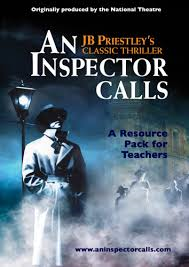 Originally produced by the National Theatre
JB PRIESTLEY'S
AN CLASSIC THRILLER
INSPECTOR
CALLS
A Resource
Pack for
Teachers
www.aninspectorcalls.com